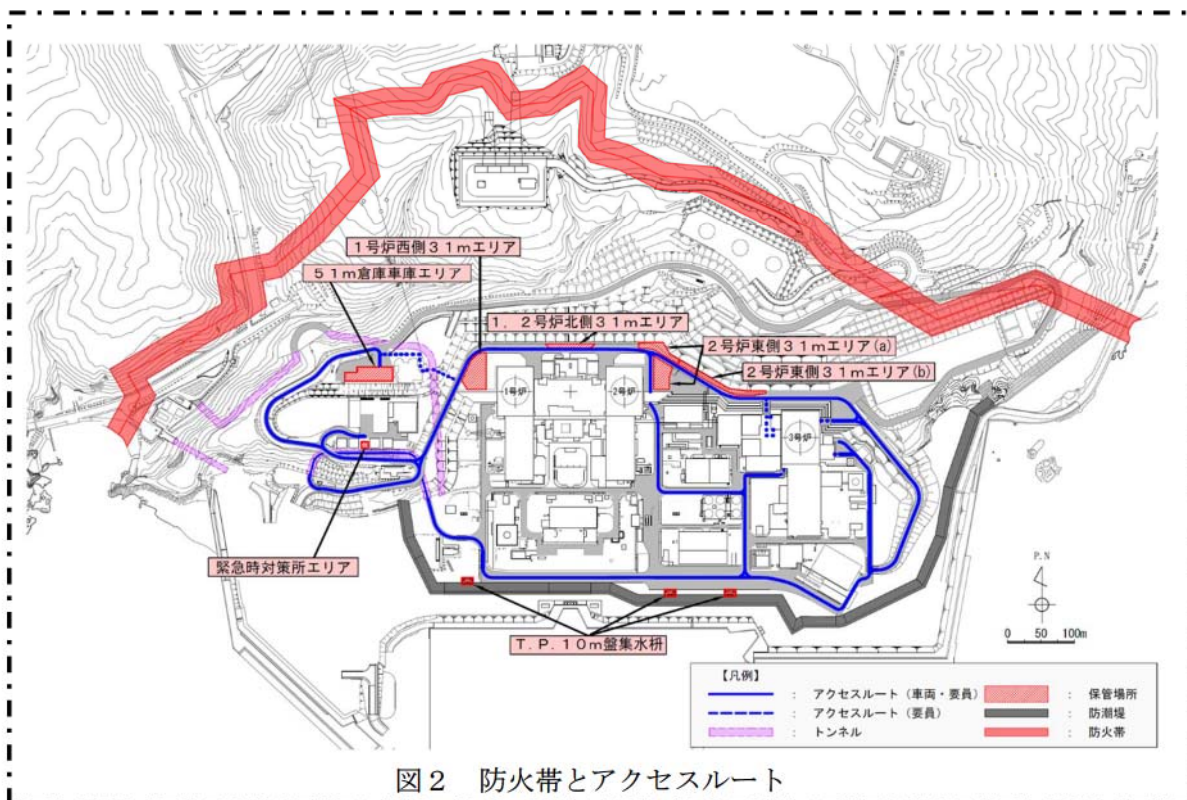 1号炉西側31mエリア
51m倉庫車庫エリア
1．2号炉北側31mエリア
2号炉東側31mエリア(a)
2号炉東側31mエリア(b)
1号炉
2号炉
3号炉
緊急時対策所エリア
T．P．10m盤集水枡
P.N
0 50 100m
【凡例】
： アクセスルート（車両・要員）
： 保管場所
： アクセスルート（要員）
： 防潮堤
： トンネル
： 防火帯
図２　防火帯とアクセスルート